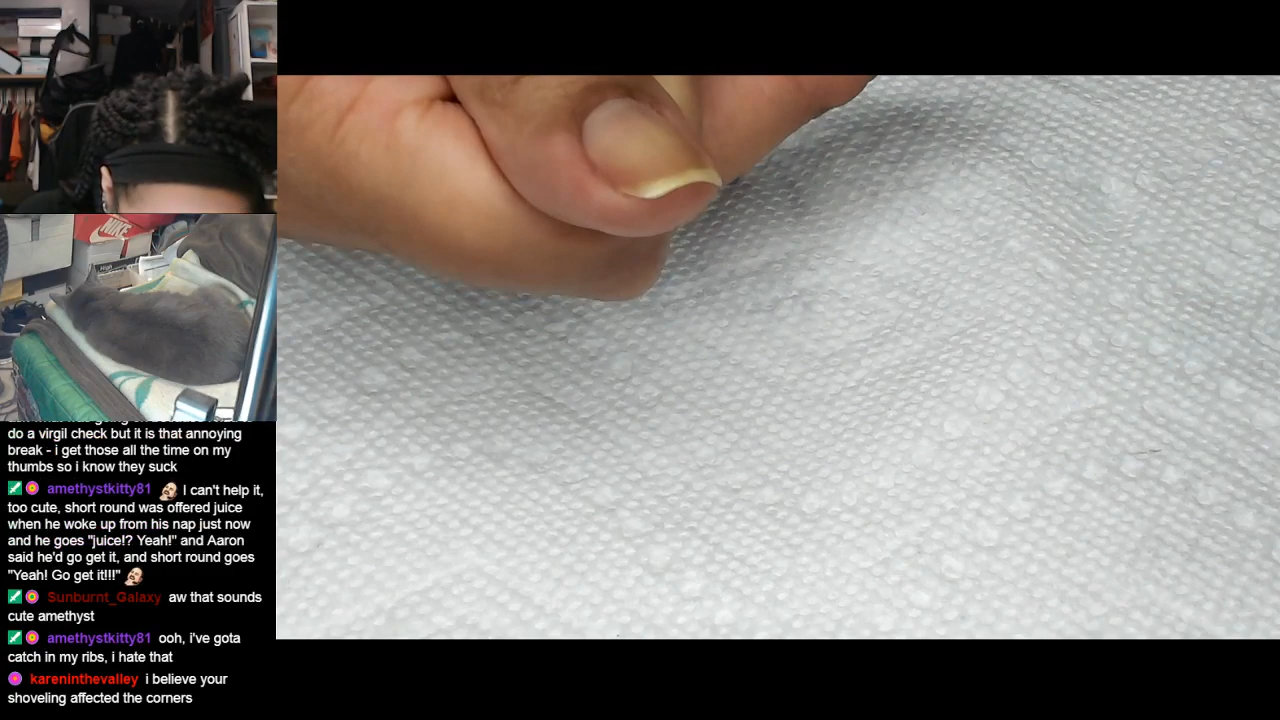 NIKE
do a virgil check but it is that annoying
break - i get those all the time on my
thumbs so i know they suck
amethystkitty81 I can't help it,
too cute, short round was offered juice
when he woke up from his nap just now
and he goes "juice!? Yeah!" and Aaron
said he'd go get it, and short round goes
"Yeah! Go get it!!!"
Sunburnt_Galaxy aw that sounds
cute amethyst
amethystkitty81 ooh, i've gota
catch in my ribs, i hate that
kareninthevalley i believe your
shoveling affected the corners